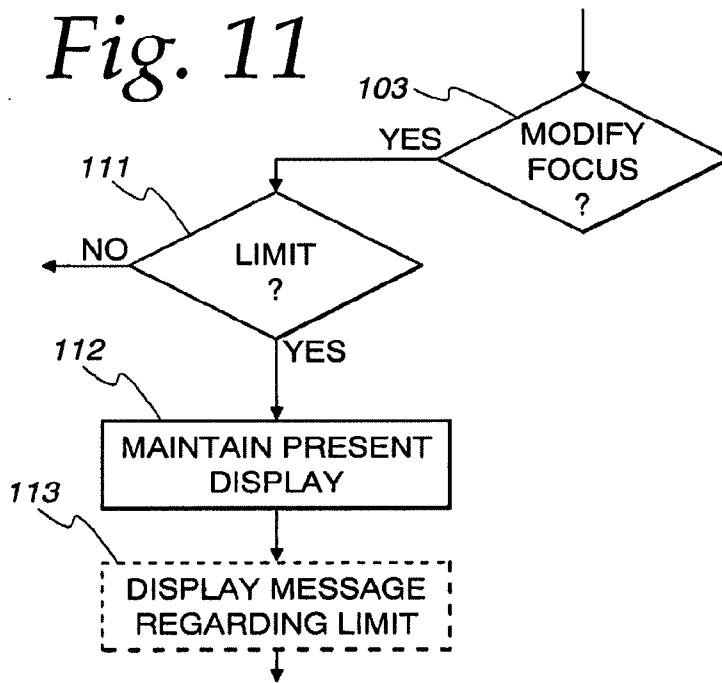 Fig. 11
103
MODIFY
FOCUS
?
YES
111
LIMIT
?
NO
YES
112
MAINTAIN PRESENT
DISPLAY
113
DISPLAY MESSAGE
REGARDING LIMIT